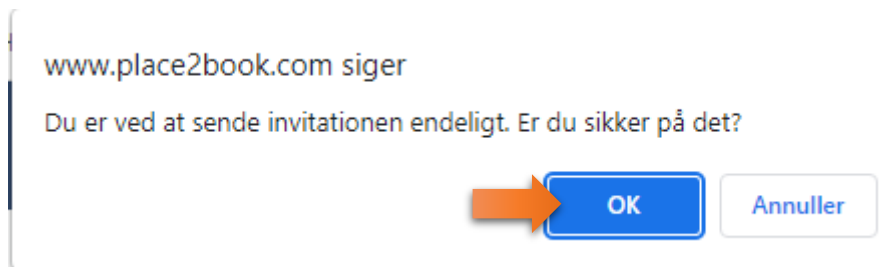 www.place2book.com siger
Du er ved at sende invitationen endeligt. Er du sikker på det?
OK
Annuller